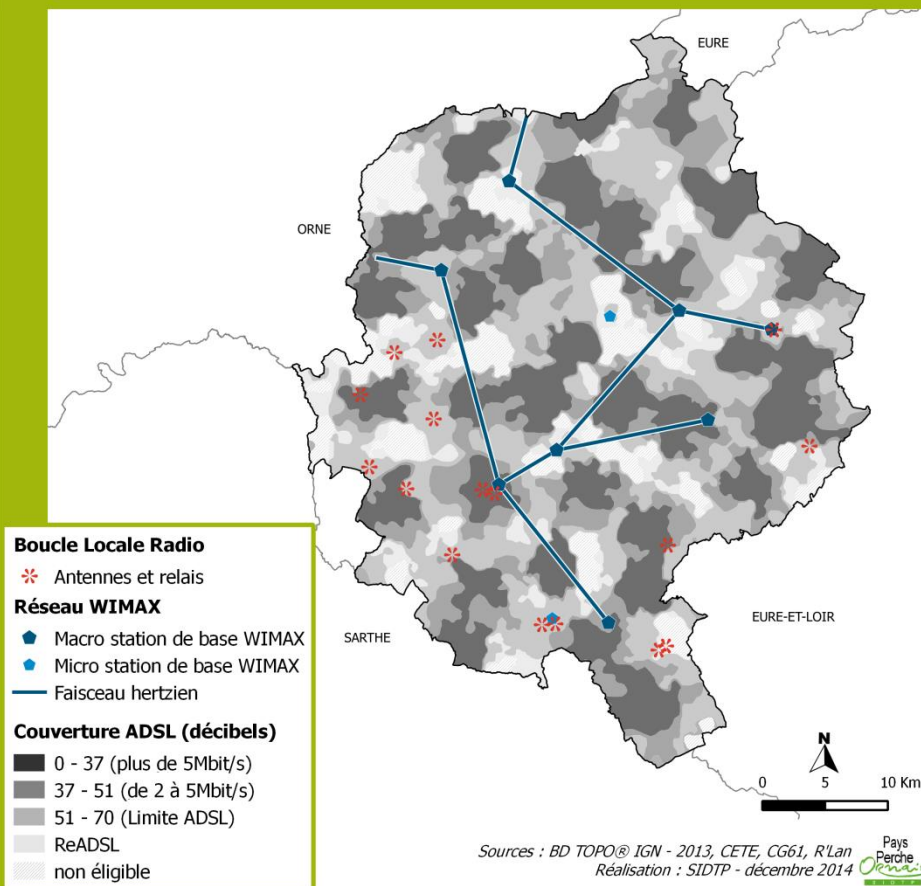 EURE
ORNE
SARTHE
EURE-ET-LOIR
Boucle Locale Radio
Antennes et relais
Réseau WIMAX
Macro station de base WIMAX
Micro station de base WIMAX
Faisceau hertzien
Couverture ADSL (décibels)
0 - 37 (plus de 5Mbit/s)
37 - 51 (de 2 à 5Mbit/s)
51 - 70 (Limite ADSL)
ReADSL
non éligible
N
0 5 10 Km
Sources : BD TOPO® IGN - 2013, CETE, CG61, R'Lan
Réalisation : SIDTP - décembre 2014
Pays
Perche
Ornais
SIDTP